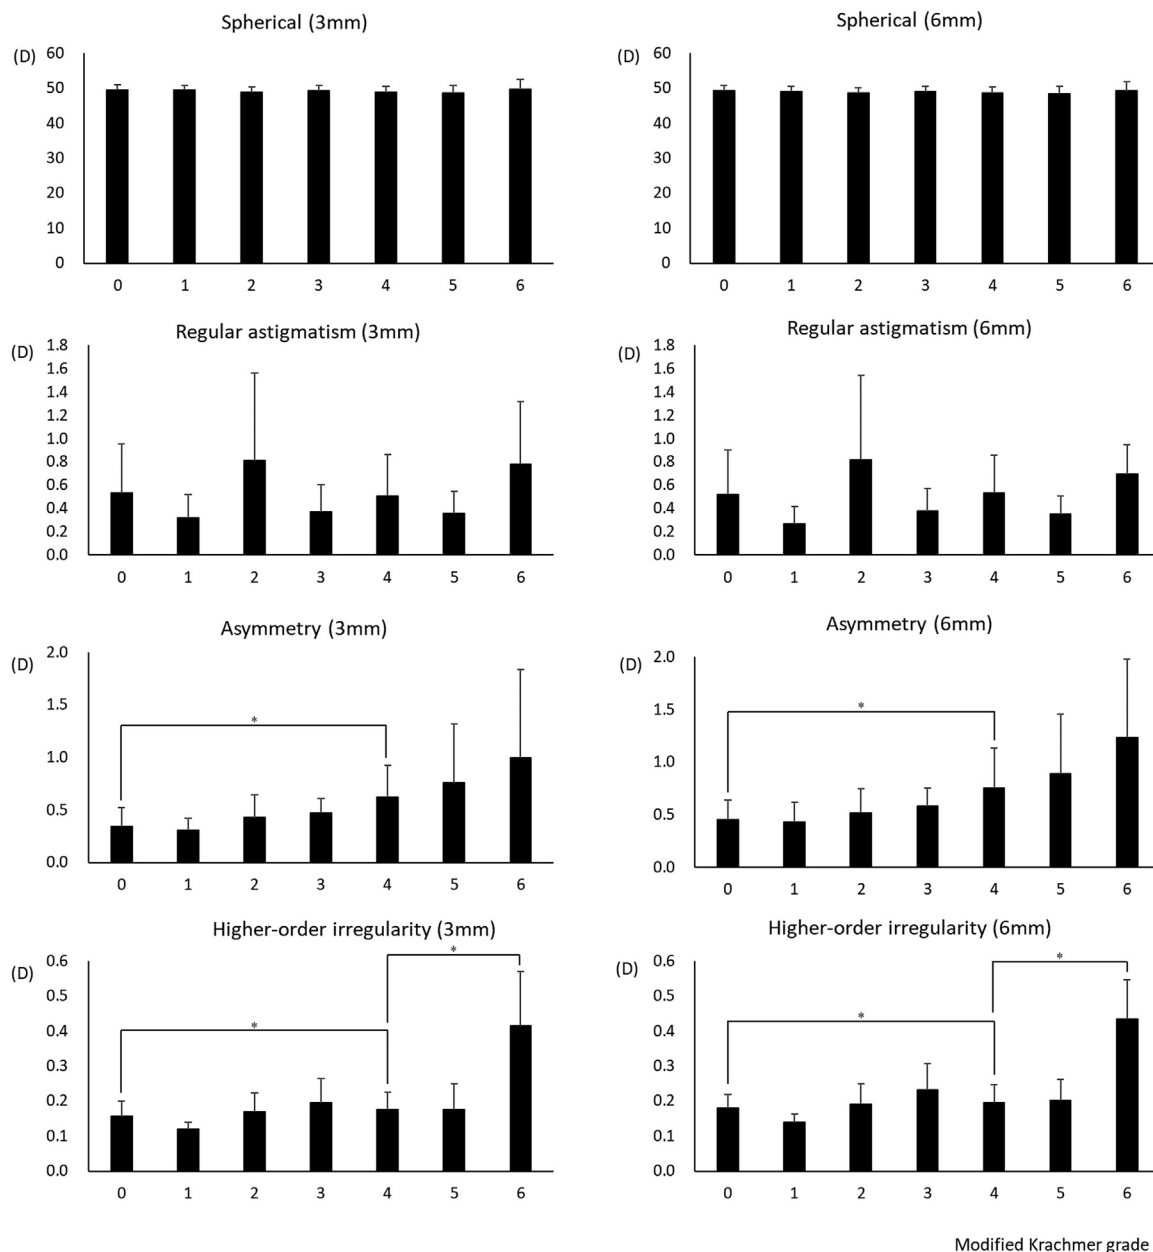 Spherical (3mm)
(D)
60
50
40
30
20
10
0
0 1 2 3 4 5 6
Spherical (6mm)
(D)
60
50
40
30
20
10
0
0 1 2 3 4 5 6
Regular astigmatism (3mm)
(D)
1.8
1.6
1.4
1.2
1.0
0.8
0.6
0.4
0.2
0.0
0 1 2 3 4 5 6
Regular astigmatism (6mm)
(D)
1.8
1.6
1.4
1.2
1.0
0.8
0.6
0.4
0.2
0.0
0 1 2 3 4 5 6
Asymmetry (3mm)
(D)
2.0
1.5
*
1.0
0.5
0.0
0 1 2 3 4 5 6
Asymmetry (6mm)
(D)
2.0
1.5
*
1.0
0.5
0.0
0 1 2 3 4 5 6
Higher-order irregularity (3mm)
*
(D)
0.6
0.5
0.4
*
0.3
0.2
0.1
0.0
0 1 2 3 4 5 6
Higher-order irregularity (6mm)
*
(D)
0.6
0.5
0.4
*
0.3
0.2
0.1
0.0
0 1 2 3 4 5 6
Modified Krachmer grade